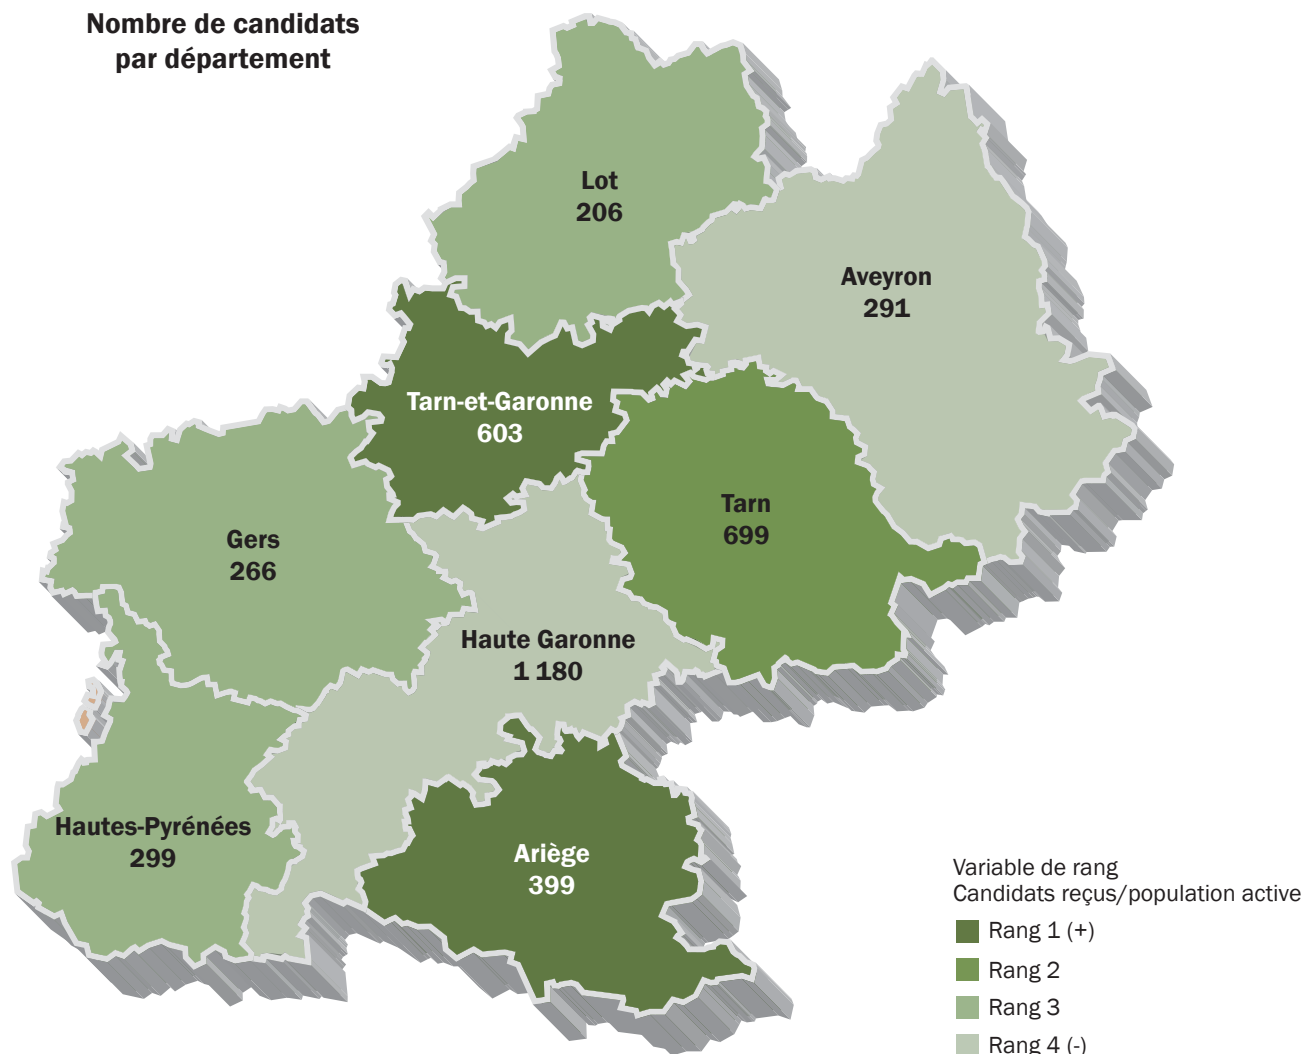 Nombre de candidats
par département
Lot
206
Aveyron
291
Tarn-et-Garonne
603
Tarn
699
Gers
266
Haute Garonne
1 180
Hautes-Pyrénées
299
Ariège
399
Variable de rang
Candidats reçus/population active
Rang 1 (+)
Rang 2
Rang 3
Rang 4 (-)